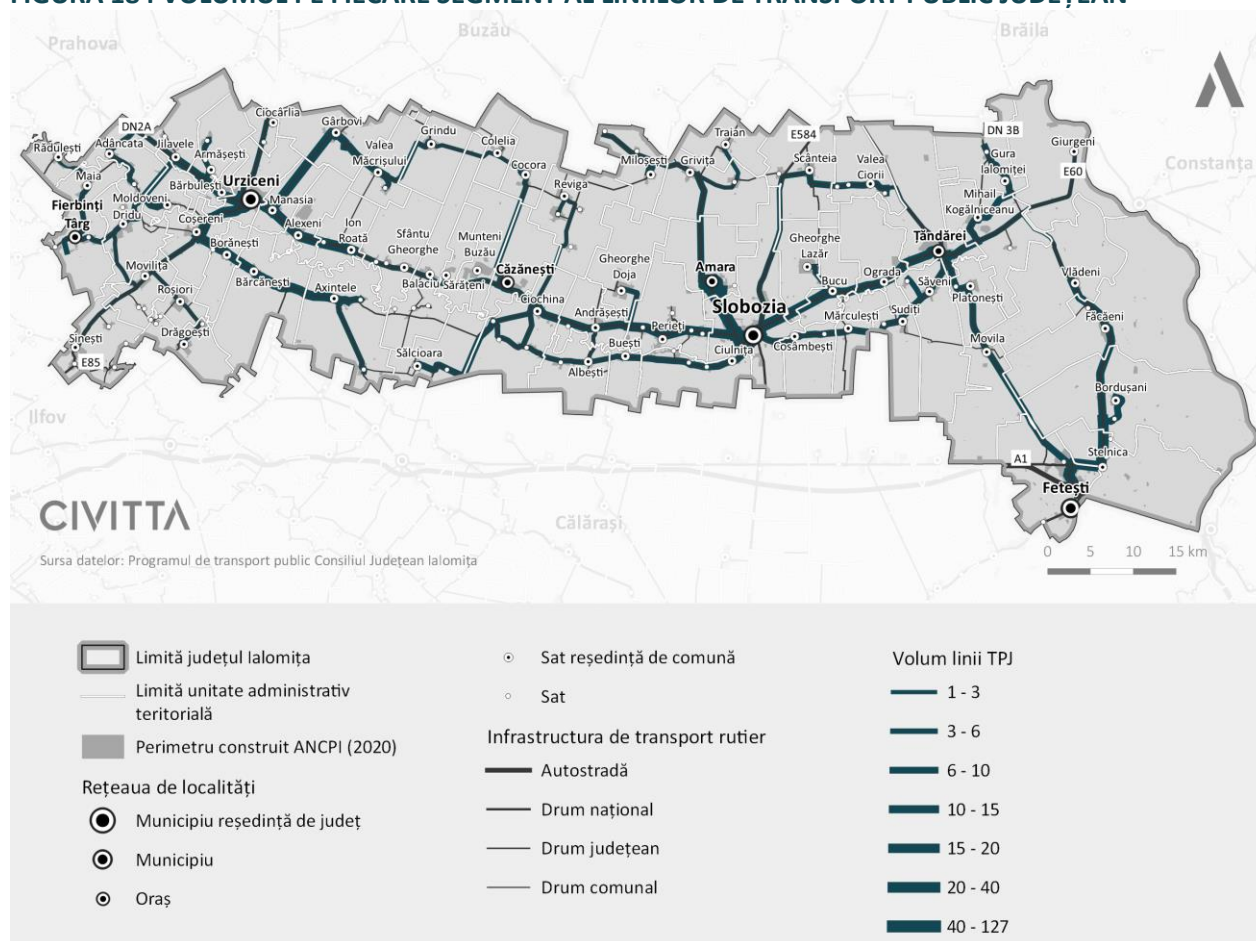 Prahova
Buzău
Brăila
Constanța
Ilfov
Călărași
DN2A
E584
DN 3B
E60
E85
A1
Rădulești
Adâncata
Jilavele
Armășești
Ciocârlia
Gârbovi
Valea
Măcrișului
Grindu
Colelia
Cocora
Reviga
Miloșești
Grivița
Traian
Scânteia
Valea
Ciorii
Gura
Ialomiței
Giurgeni
Mihail
Kogălniceanu
Maia
Fierbinți
Târg
Moldoveni
Dridu
Bărbulești
Urziceni
Manasia
Coșereni
Alexeni
Ion
Roată
Sfântu
Gheorghe
Munteni
Buzău
Borănești
Bărcănești
Axintele
Balaciu
Sărățeni
Căzănești
Gheorghe
Doja
Amara
Gheorghe
Lazăr
Țăndărei
Movilița
Roșiori
Drăgoești
Sinești
Sălcioara
Ciochina
Andrășești
Perieți
Buești
Albești
Slobozia
Ciulnița
Cosâmbești
Bucu
Ograda
Mărculești
Săveni
Sudiți
Platonești
Movila
Vlădeni
Făcăeni
Bordușani
Stelnica
Fetești
CIVITTA
Sursa datelor: Programul de transport public Consiliul Județean Ialomița
0 5 10 15 km
Limită județul Ialomița
Limită unitate administrativ
teritorială
Perimetru construit ANCPI (2020)
Rețeaua de localități
Municipiu reședință de județ
Municipiu
Oraș
Sat reședință de comună
Sat
Infrastructura de transport rutier
Autostradă
Drum național
Drum județean
Drum comunal
Volum linii TPJ
1 - 3
3 - 6
6 - 10
10 - 15
15 - 20
20 - 40
40 - 127